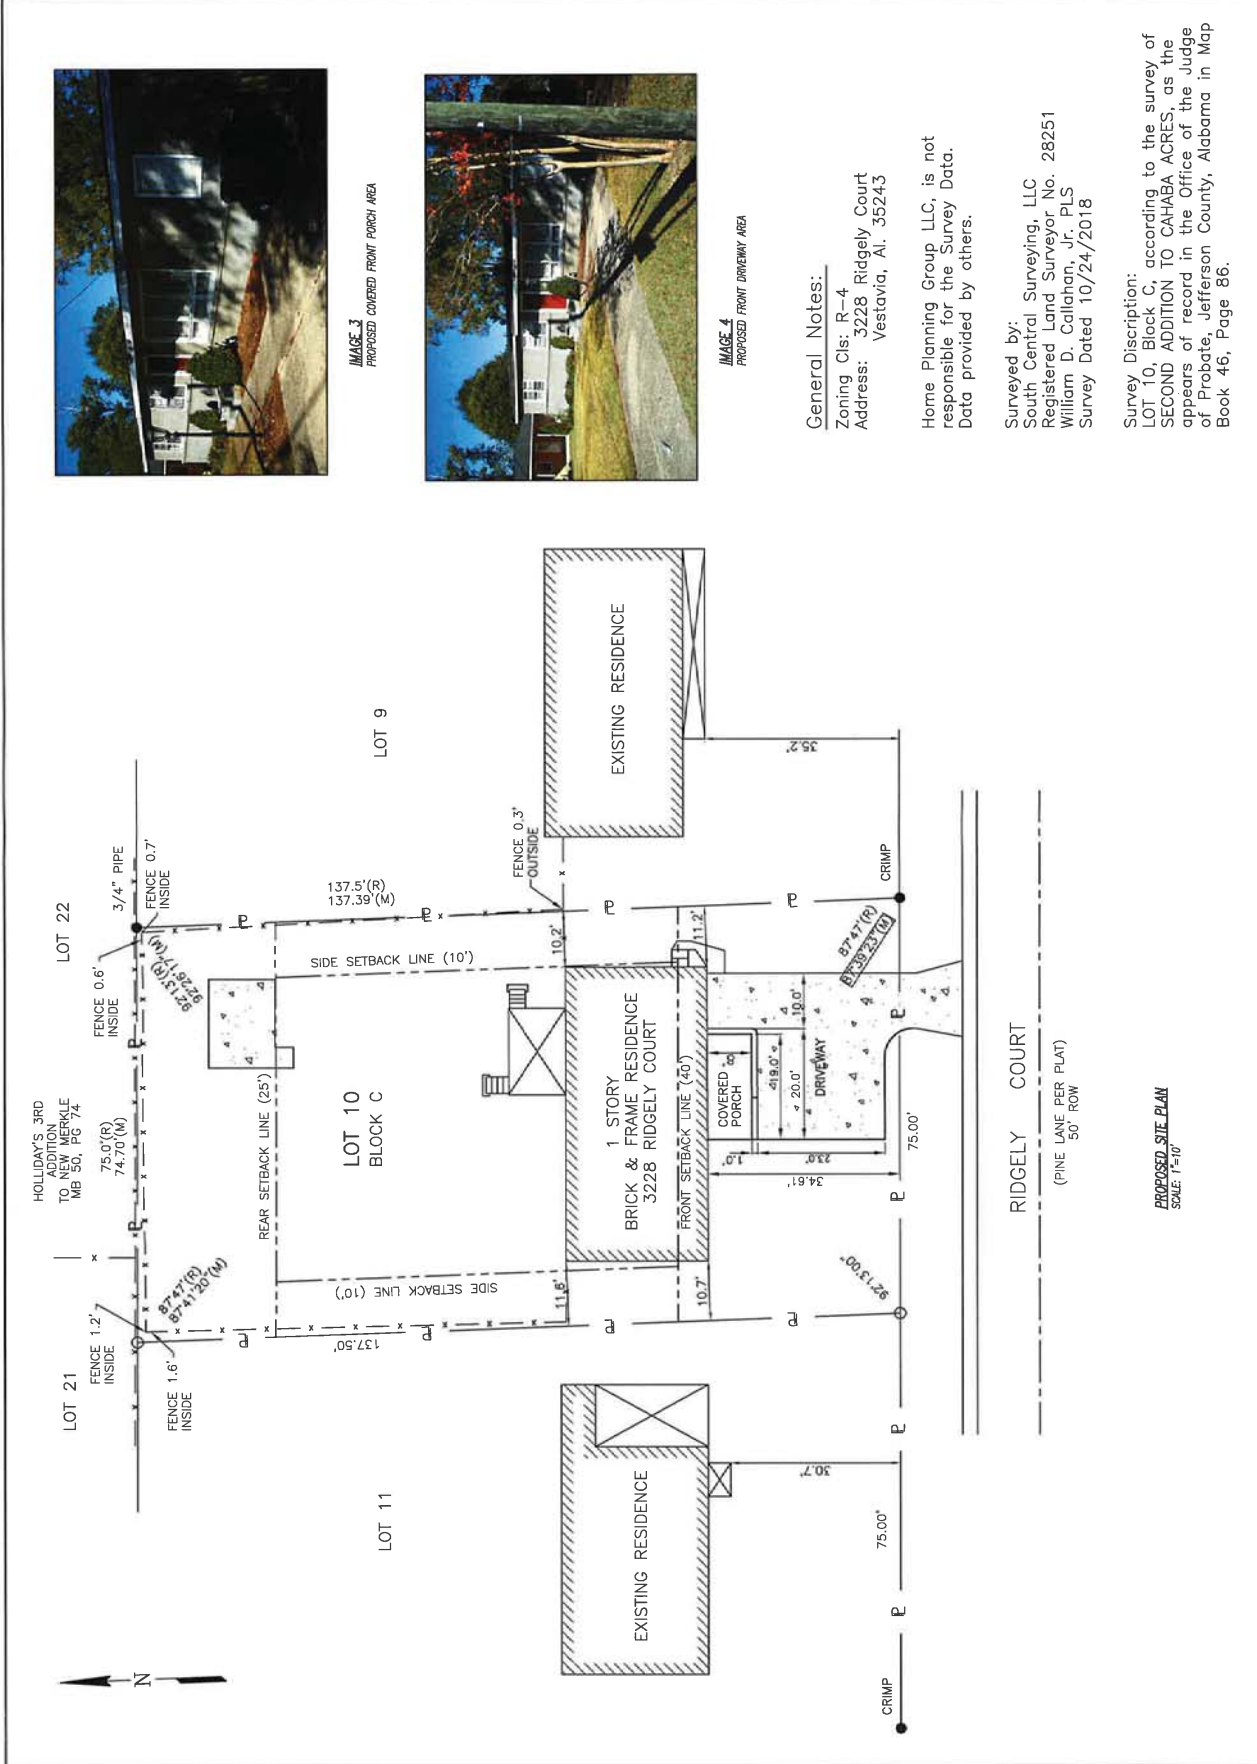 HOLLIDAY'S 3RD
ADDITION
TO NEW MERKLE
MB 50, PG 74
LOT 21
LOT 22
75.0'(R)
74.70'(M)
FENCE 1.2'
INSIDE
FENCE 1.6'
INSIDE
87°47'(R)
87°41'20"(M)
FENCE 0.6'
INSIDE
3/4" PIPE
FENCE 0.7'
INSIDE
92°13'(R)
92°26'17"(M)
REAR SETBACK LINE (25')
SIDE SETBACK LINE (10')
SIDE SETBACK LINE (10')
137.50'
137.5'(R)
137.39'(M)
LOT 10
BLOCK C
LOT 11
LOT 9
FENCE 0.3'
OUTSIDE
11.6'
10.2'
1 STORY
BRICK & FRAME RESIDENCE
3228 RIDGELY COURT
FRONT SETBACK LINE (40')
10.7'
11.2'
EXISTING RESIDENCE
EXISTING RESIDENCE
COVERED
PORCH
8'
1.0'
19.0'
20.0'
10.0'
23.0'
34.61'
DRIVEWAY
30.7'
35.2'
92°13'00"
87°47'(R)
87°39'23"(M)
CRIMP
75.00'
75.00'
CRIMP
RIDGELY COURT
(PINE LANE PER PLAT)
50' ROW
PROPOSED SITE PLAN
SCALE: 1"=10'
N
IMAGE 3
PROPOSED COVERED FRONT PORCH AREA
IMAGE 4
PROPOSED FRONT DRIVEWAY AREA
General Notes:
Zoning Cls: R-4
Address: 3228 Ridgely Court
Vestavia, Al. 35243
Home Planning Group LLC, is not
responsible for the Survey Data.
Data provided by others.
Surveyed by:
South Central Surveying, LLC
Registered Land Surveyor No. 28251
William D. Callahan, Jr. PLS
Survey Dated 10/24/2018
Survey Discription:
LOT 10, Block C, according to the survey of
SECOND ADDITION TO CAHABA ACRES, as the
appears of record in the Office of the Judge
of Probate, Jefferson County, Alabama in Map
Book 46, Page 86.